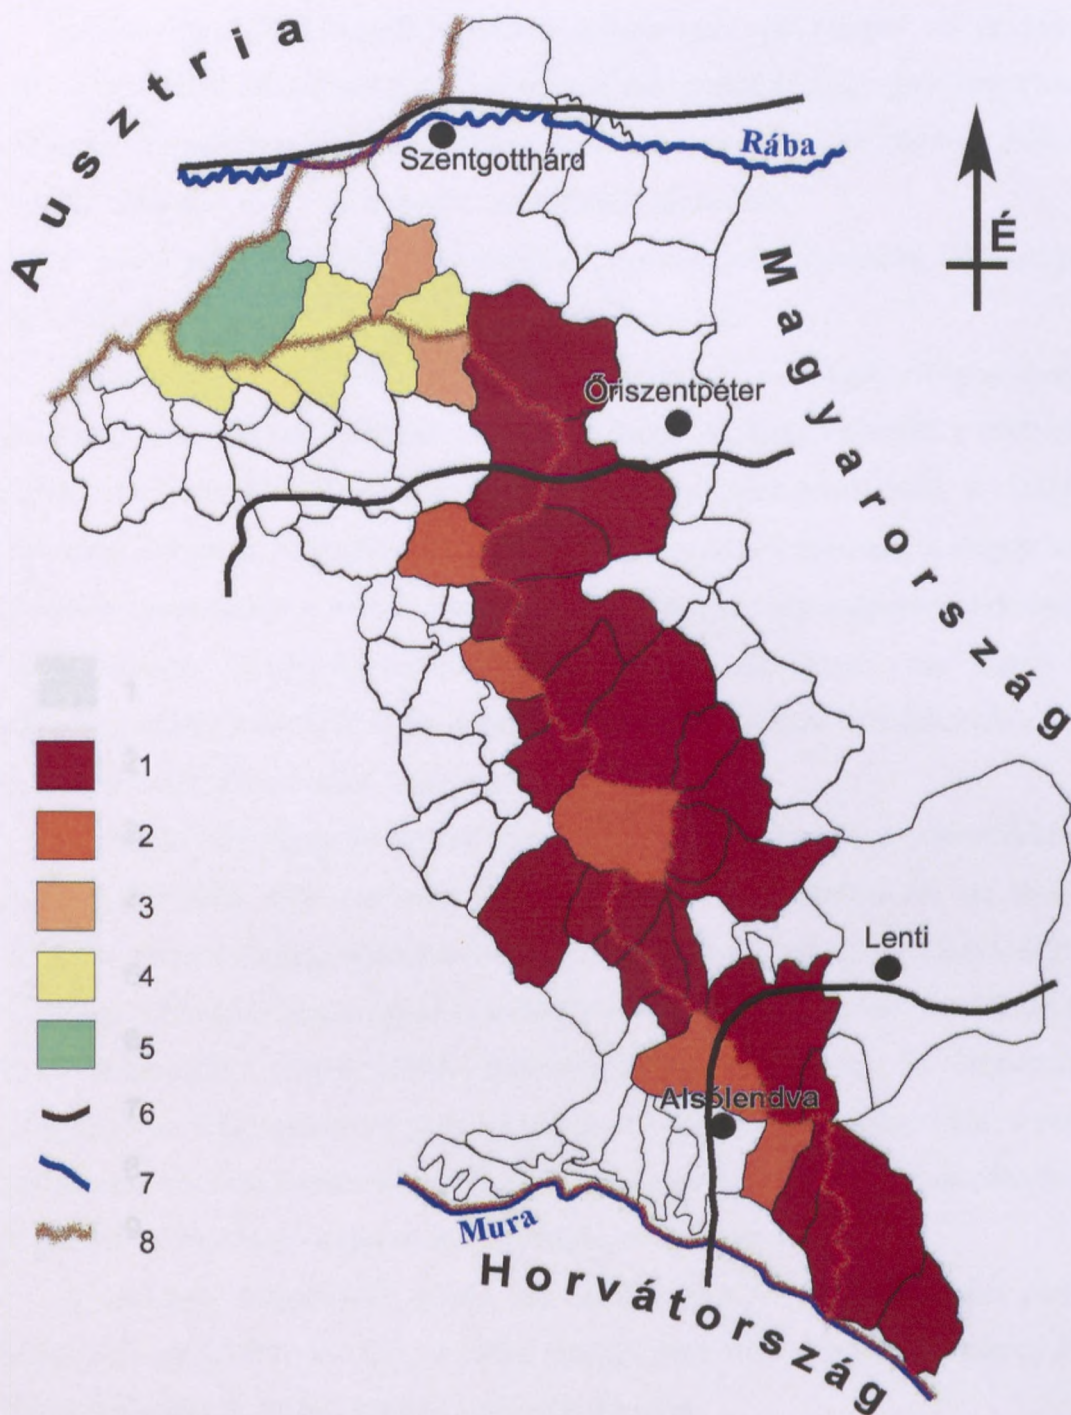 Ausztria
Rába
Szentgotthárd
É
Magyarország
Őriszentpéter
1
2
3
4
5
6
7
8
Lenti
Alsólendva
Mura
Horvátország